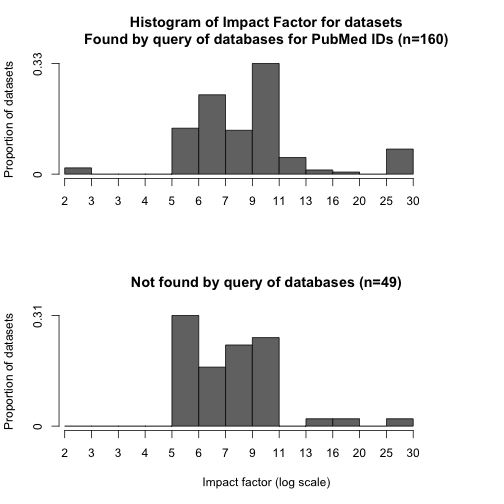 Histogram of Impact Factor for datasets
Found by query of databases for PubMed IDs (n=160)
Proportion of datasets
0.33
0
2 3 3 4 5 6 7 9 11 13 16 20 25 30
Not found by query of databases (n=49)
Proportion of datasets
0.31
0
2 3 3 4 5 6 7 9 11 13 16 20 25 30
Impact factor (log scale)